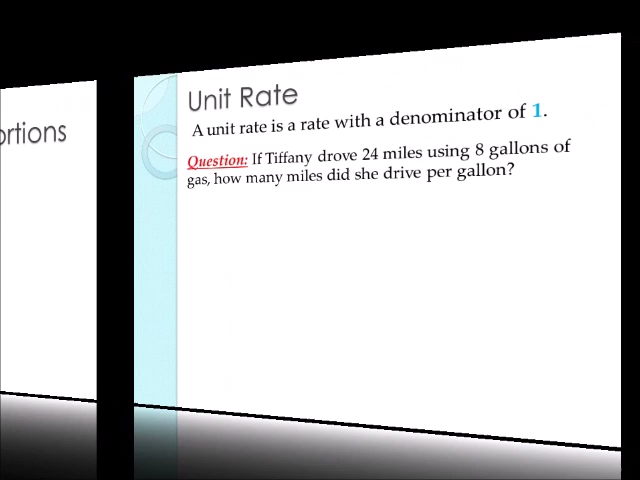 ortions
Unit Rate
A unit rate is a rate with a denominator of 1.
Question: If Tiffany drove 24 miles using 8 gallons of
gas, how many miles did she drive per gallon?